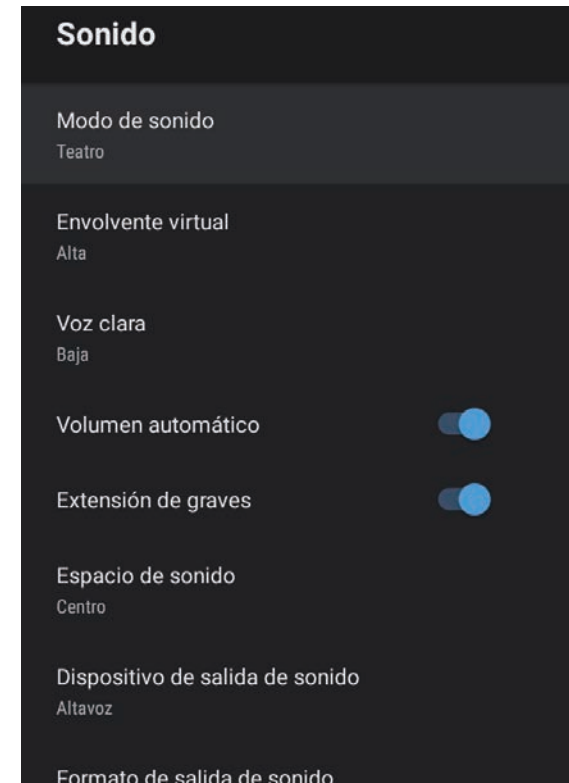 Sonido
Modo de sonido
Teatro
Envolvente virtual
Alta
Voz clara
Baja
Volumen automático
Extensión de graves
Espacio de sonido
Centro
Dispositivo de salida de sonido
Altavoz
Formato de salida de sonido